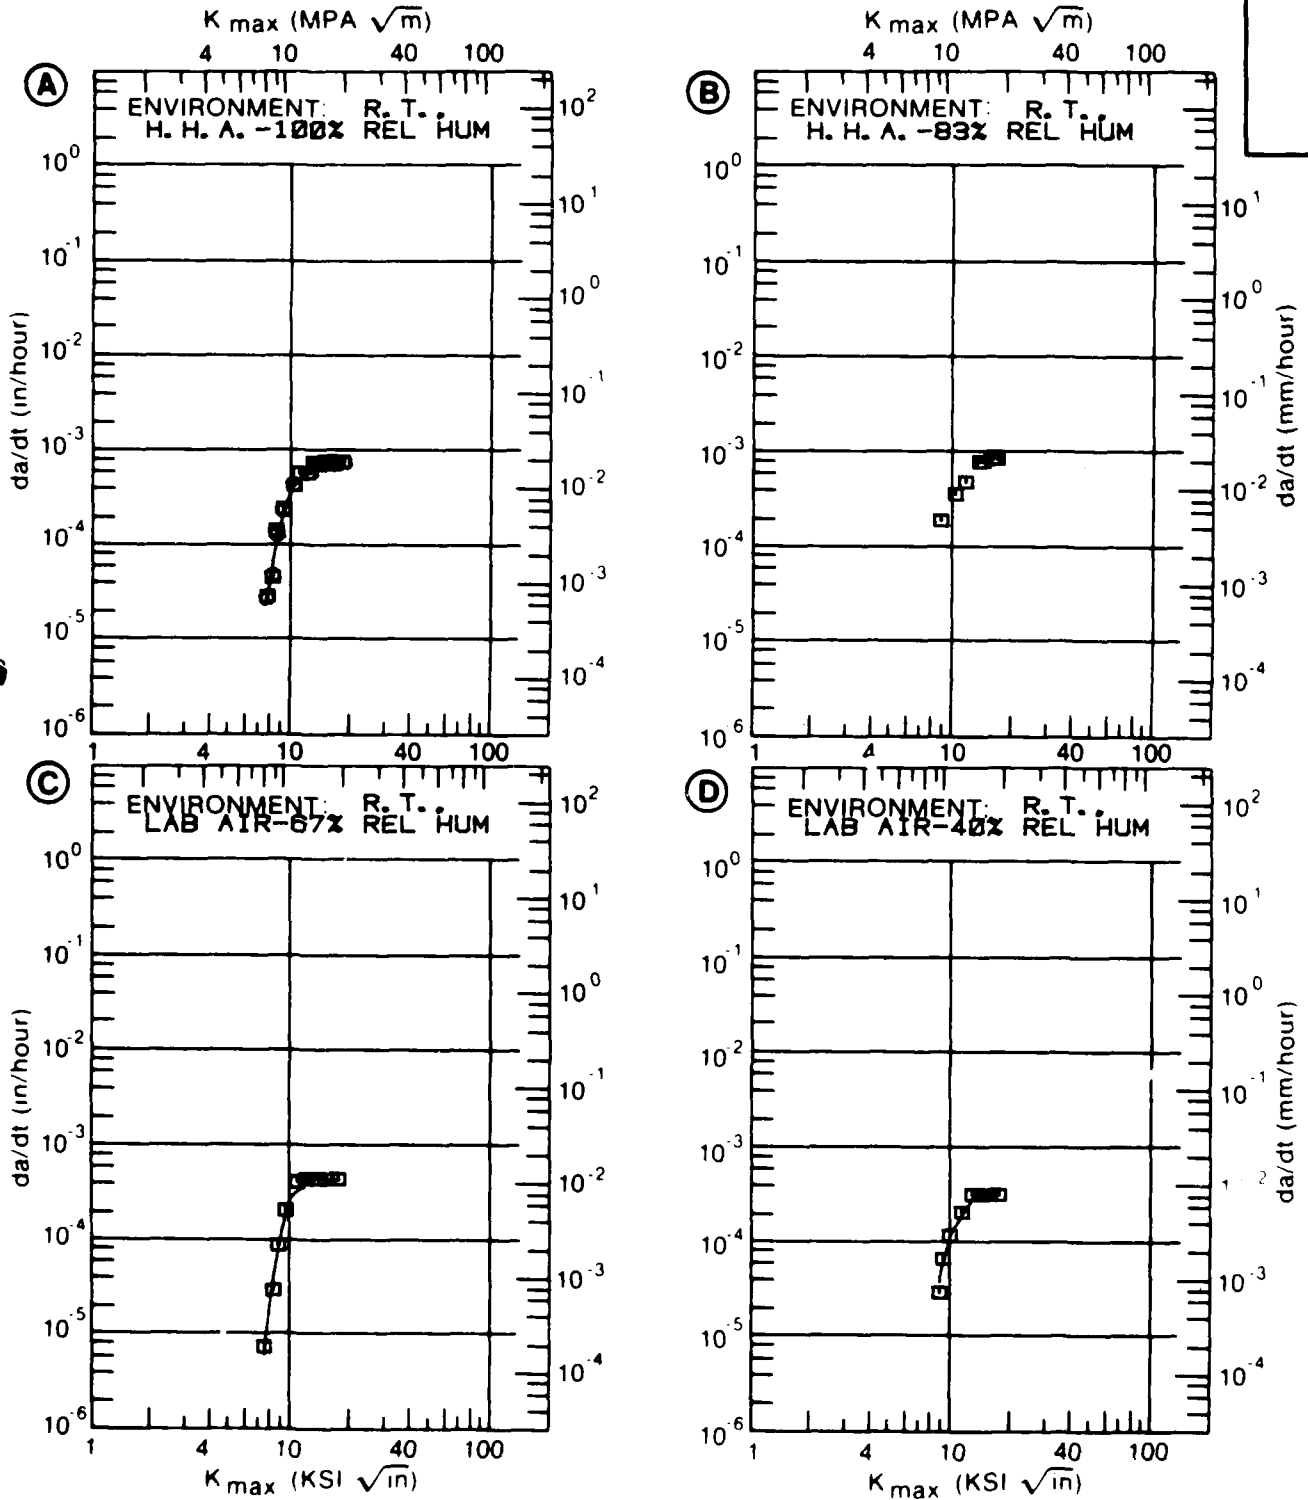 K max (MPA √m) K max (MPA √m)
4 10 40 100 4 10 40 100
A B
ENVIRONMENT: R. T.,
H. H. A. -100% REL HUM
ENVIRONMENT: R. T.,
H. H. A. -83% REL HUM
10^0 10^-1 10^-2 10^-3 10^-4 10^-5 10^-6
da/dt (in/hour)
10^2 10^1 10^0 10^-1 10^-2 10^-3 10^-4
10^0 10^-1 10^-2 10^-3 10^-4 10^-5 10^-6
10^1 10^0 10^-1 10^-2 10^-3 10^-4
da/dt (mm/hour)
1 4 10 40 100 1 4 10 40 100
C D
ENVIRONMENT: R. T.,
LAB AIR-67% REL HUM
ENVIRONMENT: R. T.,
LAB AIR-40% REL HUM
10^0 10^-1 10^-2 10^-3 10^-4 10^-5 10^-6
da/dt (in/hour)
10^2 10^1 10^0 10^-1 10^-2 10^-3 10^-4
10^0 10^-1 10^-2 10^-3 10^-4 10^-5 10^-6
10^2 10^1 10^0 10^-1 10^-3 10^-4
da/dt (mm/hour)
1 4 10 40 100 1 4 10 40 100
K max (KSI √in) K max (KSI √in)